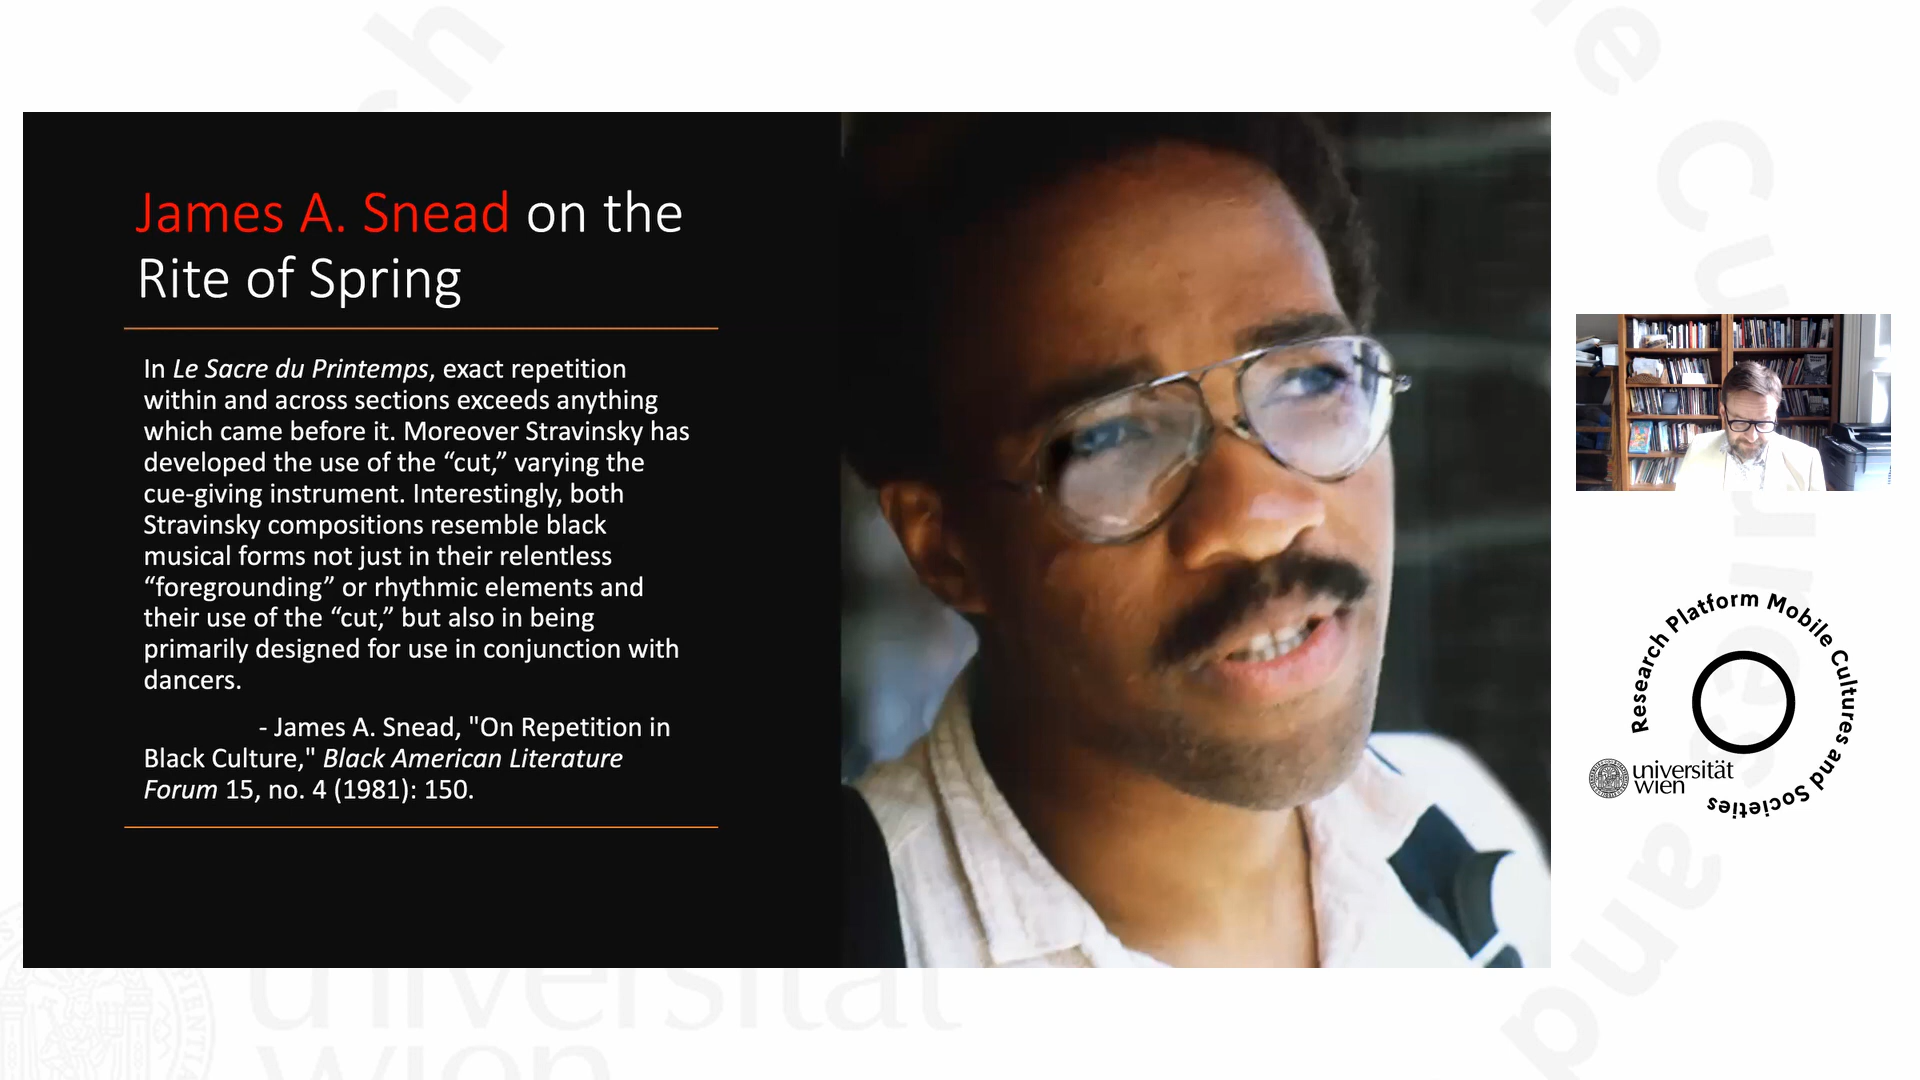 James A. Snead on the
Rite of Spring
In Le Sacre du Printemps, exact repetition
within and across sections exceeds anything
which came before it. Moreover Stravinsky has
developed the use of the “cut,” varying the
cue-giving instrument. Interestingly, both
Stravinsky compositions resemble black
musical forms not just in their relentless
“foregrounding” or rhythmic elements and
their use of the “cut,” but also in being
primarily designed for use in conjunction with
dancers.
- James A. Snead, "On Repetition in
Black Culture," Black American Literature
Forum 15, no. 4 (1981): 150.
Research Platform Mobile Cultures and Societies
universität
wien
universität
wien
and